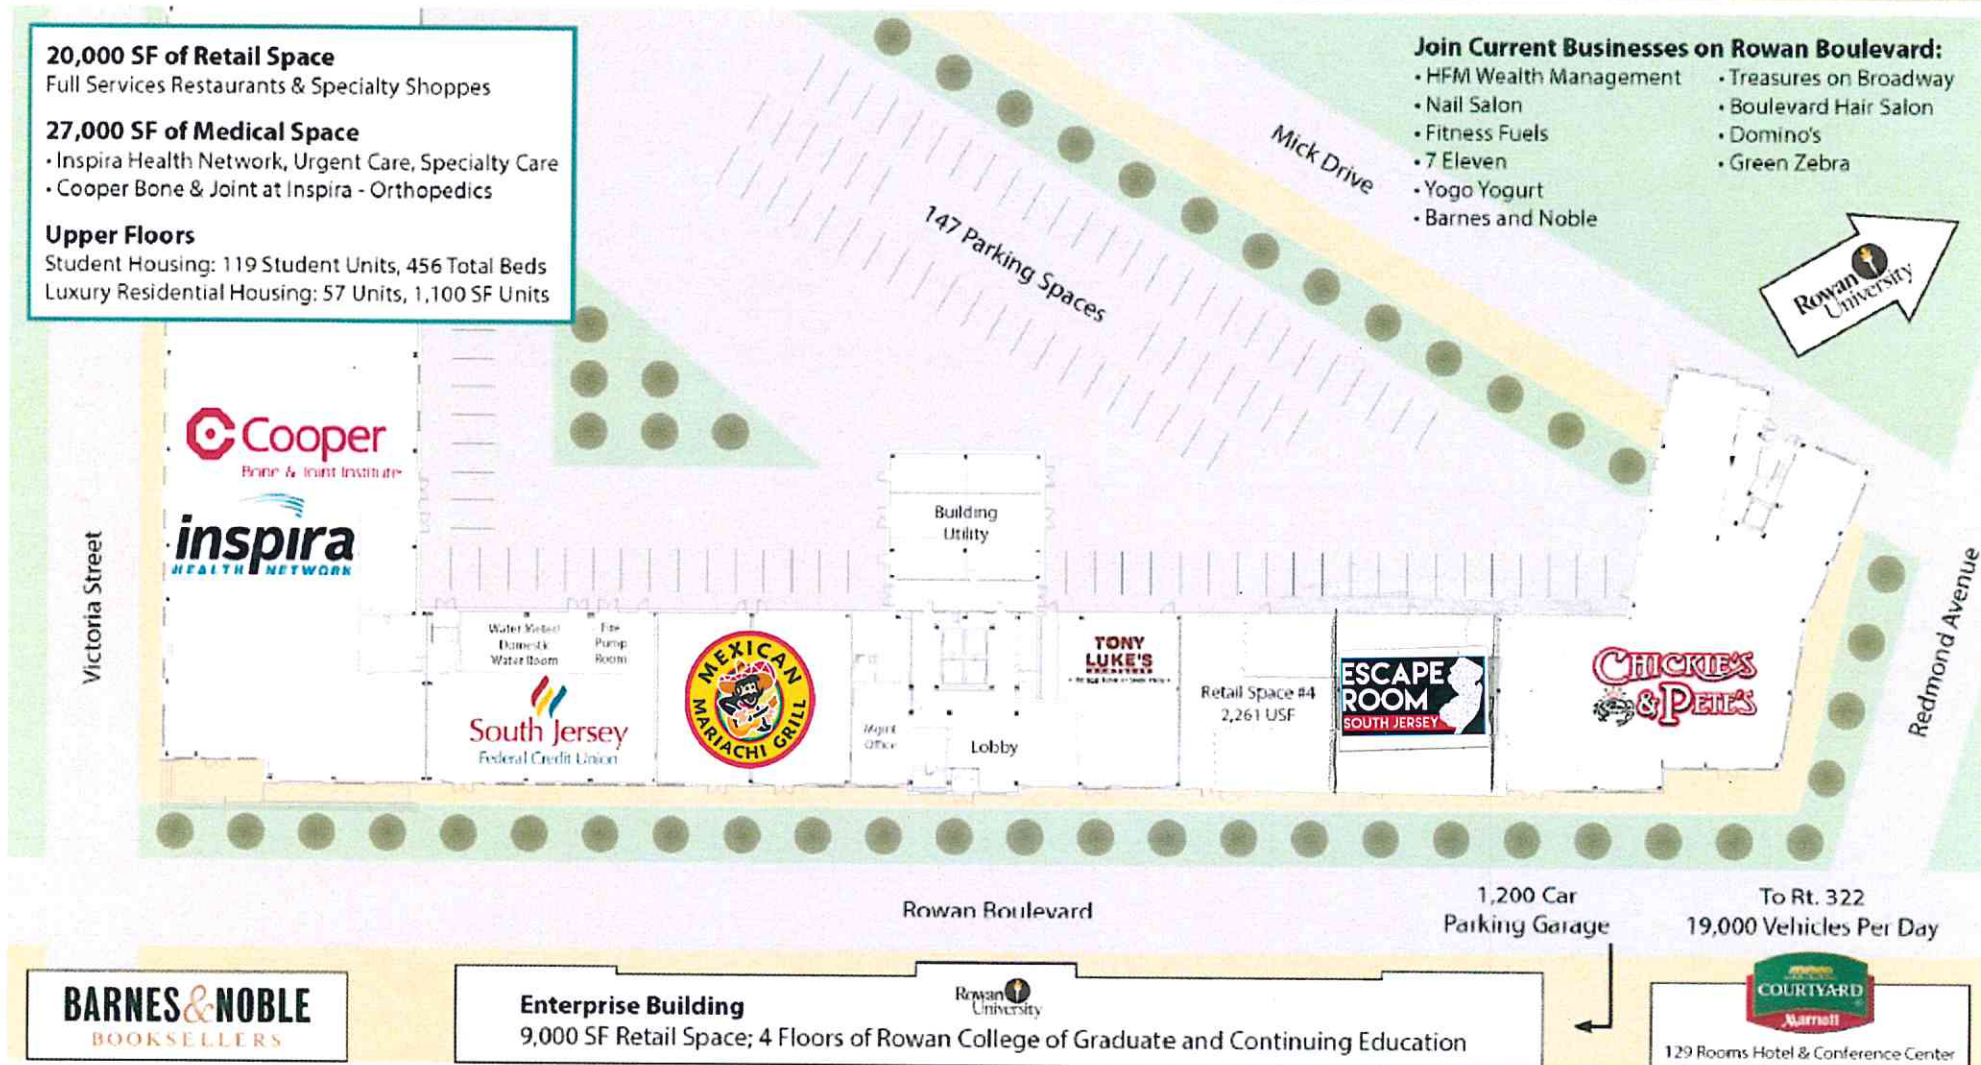 20,000 SF of Retail Space
Full Services Restaurants & Specialty Shoppes
27,000 SF of Medical Space
• Inspira Health Network, Urgent Care, Specialty Care
• Cooper Bone & Joint at Inspira - Orthopedics
Upper Floors
Student Housing: 119 Student Units, 456 Total Beds
Luxury Residential Housing: 57 Units, 1,100 SF Units
Join Current Businesses on Rowan Boulevard:
• HFM Wealth Management
• Nail Salon
• Fitness Fuels
• 7 Eleven
• Yogo Yogurt
• Barnes and Noble
• Treasures on Broadway
• Boulevard Hair Salon
• Domino's
• Green Zebra
Mick Drive
147 Parking Spaces
Rowan
University
Cooper
Bone & Joint Institute
inspira
HEALTH NETWORK
Victoria Street
Building
Utility
Redmond Avenue
Water Meter/
Domestic
Water Room
Fire
Pump
Room
South Jersey
Federal Credit Union
MEXICAN
MARIACHI GRILL
Mgmt
Office
Lobby
TONY
LUKE'S
Retail Space #4
2,261 USF
ESCAPE
ROOM
SOUTH JERSEY
CHICKIE'S
& PETE'S
Rowan Boulevard
1,200 Car
Parking Garage
To Rt. 322
19,000 Vehicles Per Day
BARNES & NOBLE
BOOKSELLERS
Enterprise Building
Rowan
University
9,000 SF Retail Space; 4 Floors of Rowan College of Graduate and Continuing Education
COURTYARD
Marriott
129 Rooms Hotel & Conference Center